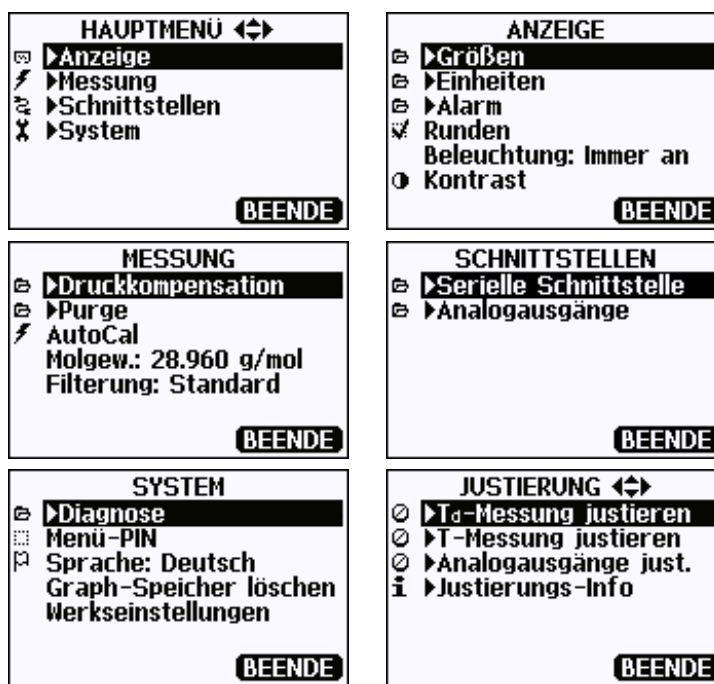 HAUPTMENÜ
Anzeige
Messung
Schnittstellen
System
BEENDE
ANZEIGE
Größen
Einheiten
Alarm
Runden
Beleuchtung: Immer an
Kontrast
BEENDE
MESSUNG
Druckkompensation
Purge
AutoCal
Molgew.: 28.960 g/mol
Filterung: Standard
BEENDE
SCHNITTSTELLEN
Serielle Schnittstelle
Analogausgänge
BEENDE
SYSTEM
Diagnose
Menü-PIN
Sprache: Deutsch
Graph-Speicher löschen
Werkseinstellungen
BEENDE
JUSTIERUNG
Td-Messung justieren
T-Messung justieren
Analogausgänge just.
Justierungs-Info
BEENDE